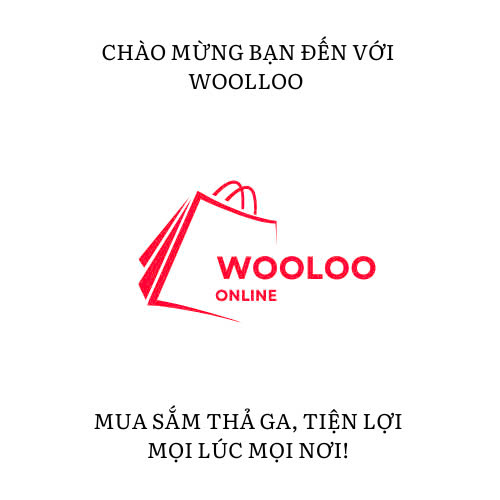 CHÀO MỪNG BẠN ĐẾN VỚI
WOOLLOO
WOOLOO
ONLINE
MUA SẮM THẢ GA, TIỆN LỢI
MỌI LÚC MỌI NƠI!